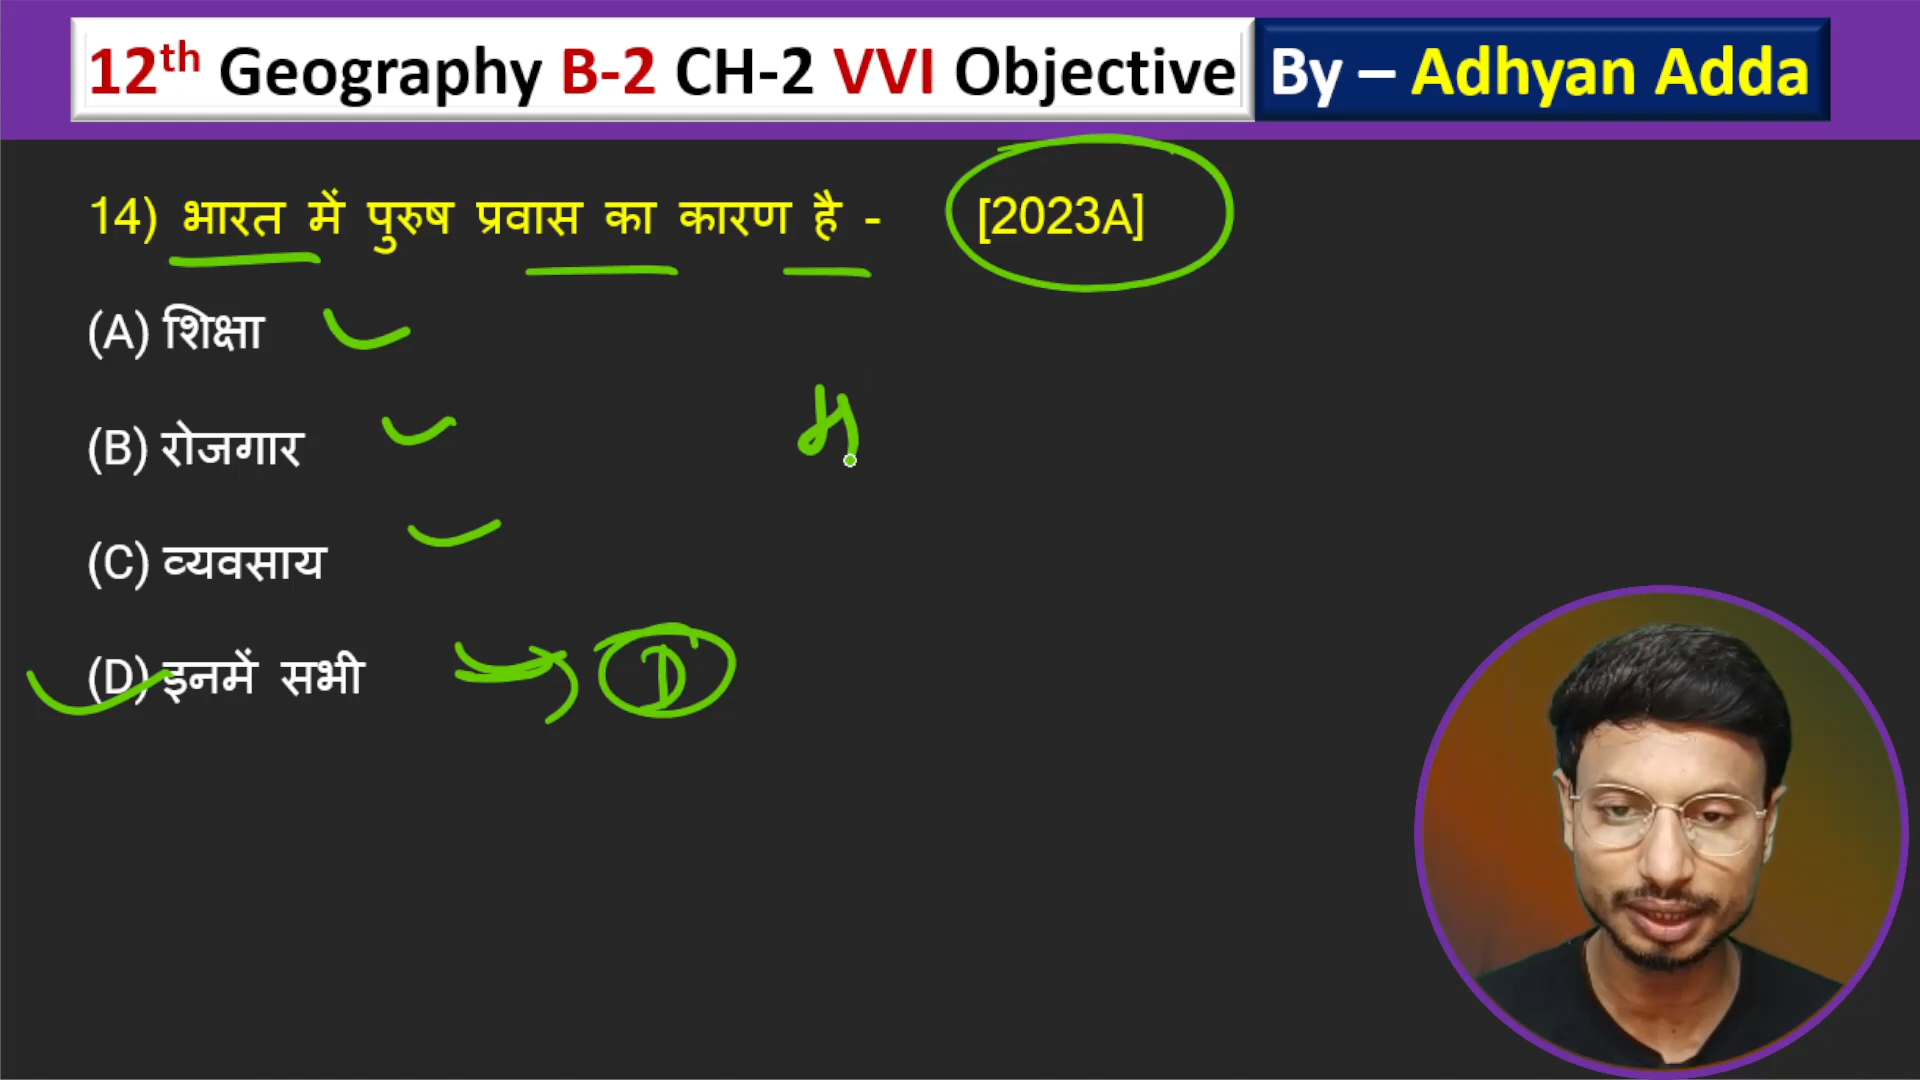 12th Geography B-2 CH-2 VVI Objective By – Adhyan Adda
14) भारत में पुरुष प्रवास का कारण है - [2023A]
(A) शिक्षा
(B) रोजगार
(C) व्यवसाय
(D) इनमें सभी D